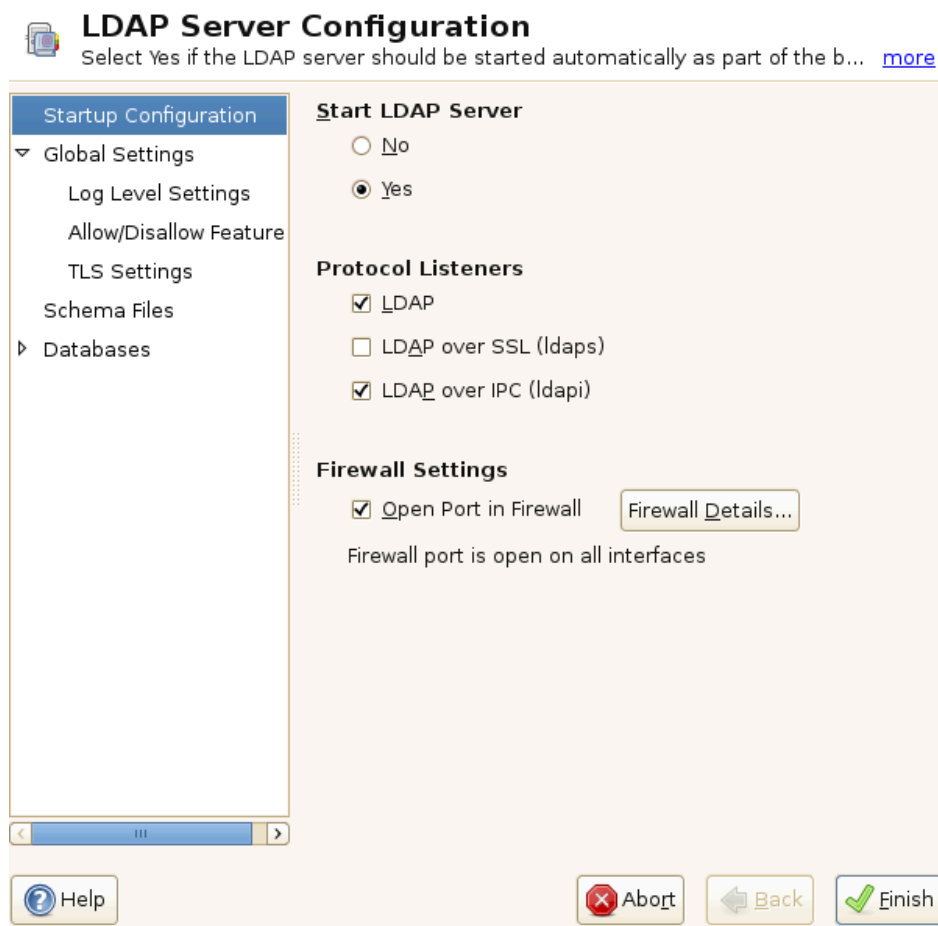 LDAP Server Configuration
Select Yes if the LDAP server should be started automatically as part of the b... more
Startup Configuration
Global Settings
Log Level Settings
Allow/Disallow Feature
TLS Settings
Schema Files
Databases
Start LDAP Server
No
Yes
Protocol Listeners
LDAP
LDAP over SSL (ldaps)
LDAP over IPC (ldapi)
Firewall Settings
Open Port in Firewall
Firewall Details...
Firewall port is open on all interfaces
Help
Abort
Back
Finish